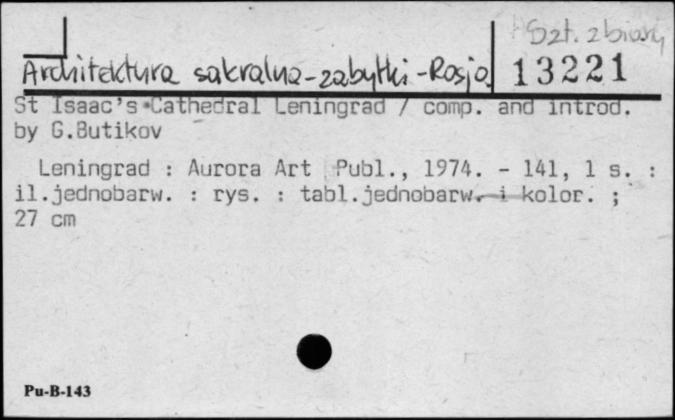 Szt. zbiory
Architektura sakralna-zabytki-Rosja 13221
St Isaac's Cathedral Leningrad / comp. and introd.
by G.Butikov
Leningrad : Aurora Art Publ., 1974. - 141, 1 s. :
il.jednobarw. : rys. : tabl.jednobarw. i kolor. ;
27 cm
Pu-B-143